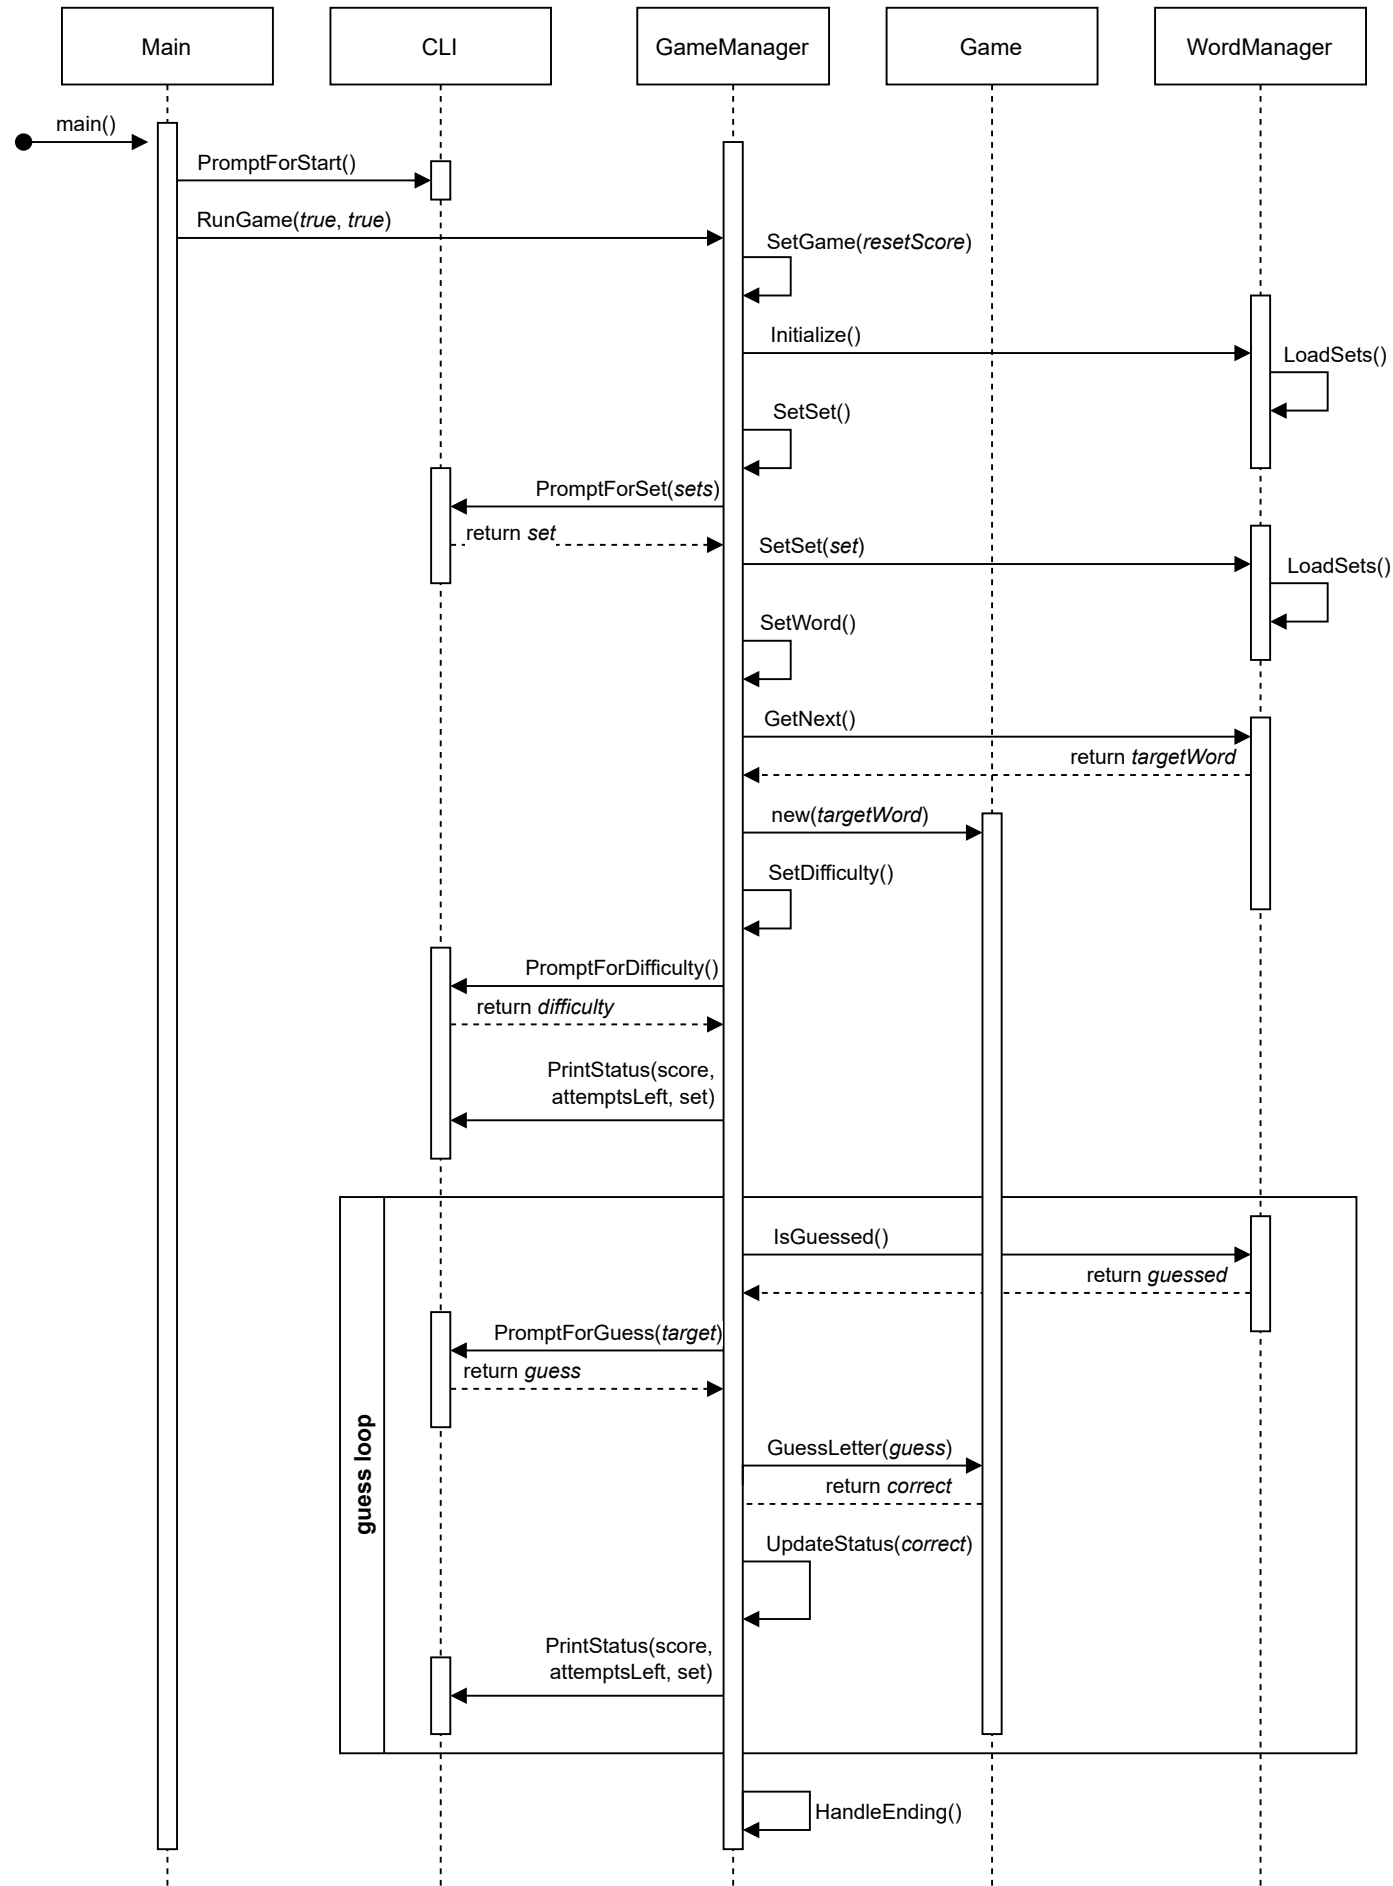 Main
CLI
GameManager
Game
WordManager
main()
PromptForStart()
RunGame(true, true)
SetGame(resetScore)
Initialize()
LoadSets()
SetSet()
PromptForSet(sets)
return set
SetSet(set)
LoadSets()
SetWord()
GetNext()
return targetWord
new(targetWord)
SetDifficulty()
PromptForDifficulty()
return difficulty
PrintStatus(score,
attemptsLeft, set)
IsGuessed()
return guessed
PromptForGuess(target)
return guess
guess loop
GuessLetter(guess)
return correct
UpdateStatus(correct)
PrintStatus(score,
attemptsLeft, set)
HandleEnding()